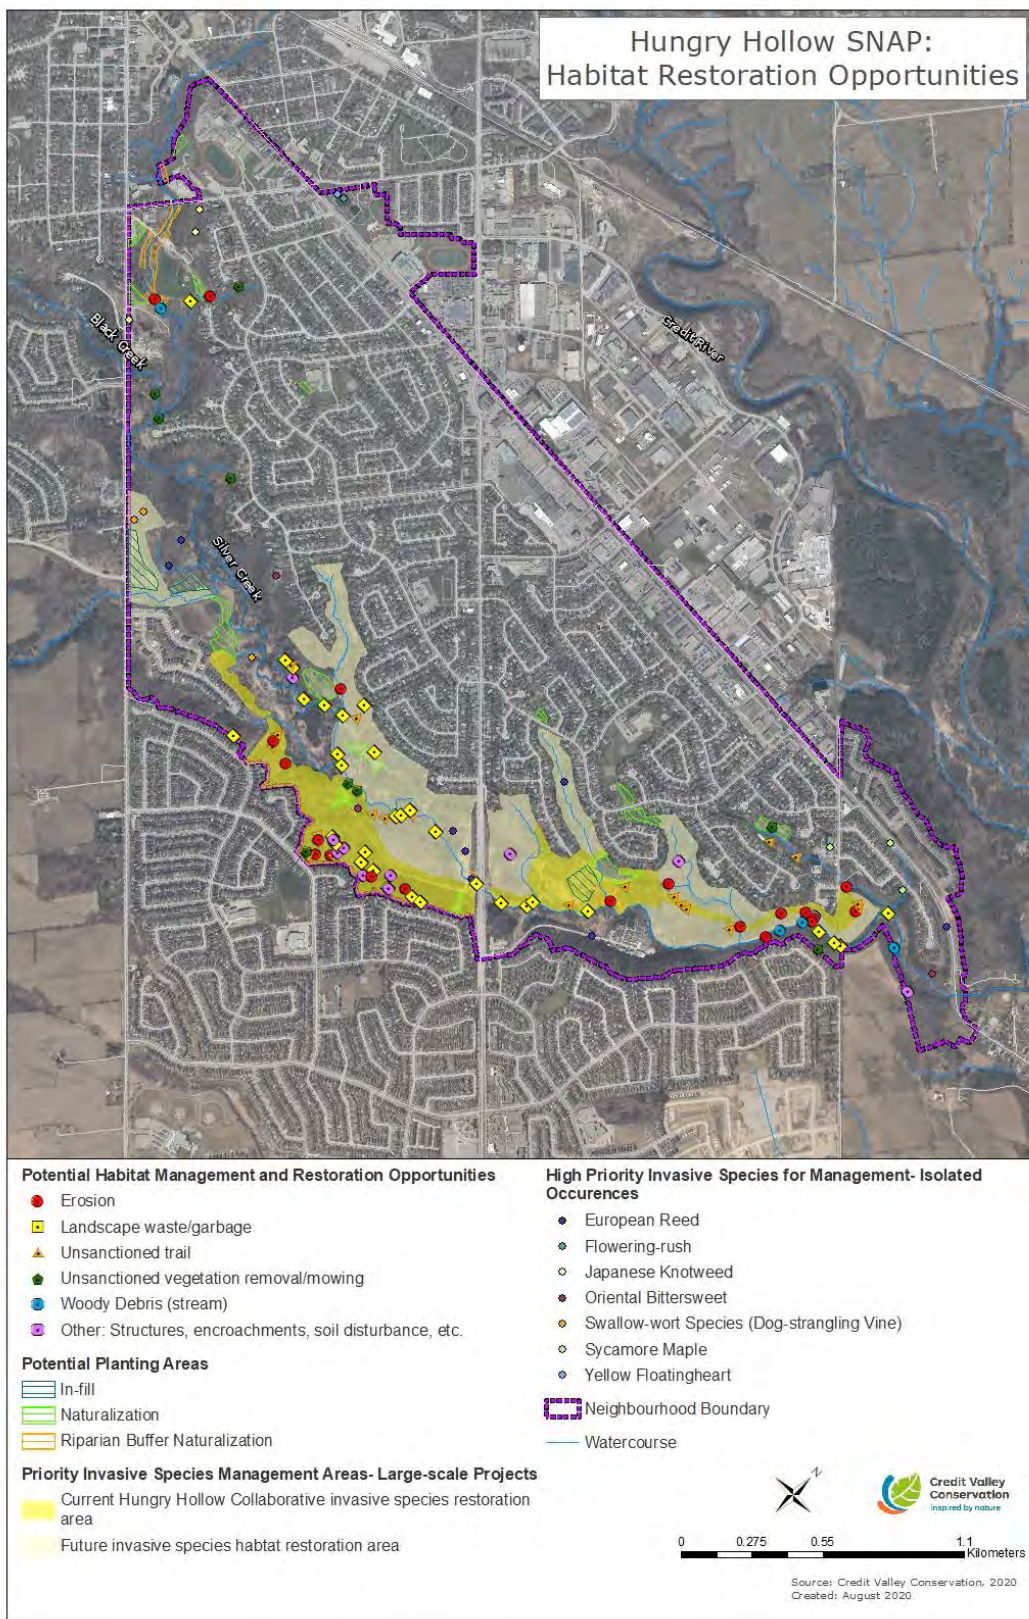 Hungry Hollow SNAP:
Habitat Restoration Opportunities
Credit River
Black Creek
Silver Creek
Potential Habitat Management and Restoration Opportunities
Erosion
Landscape waste/garbage
Unsanctioned trail
Unsanctioned vegetation removal/mowing
Woody Debris (stream)
Other: Structures, encroachments, soil disturbance, etc.
Potential Planting Areas
In-fill
Naturalization
Riparian Buffer Naturalization
Priority Invasive Species Management Areas- Large-scale Projects
Current Hungry Hollow Collaborative invasive species restoration
area
Future invasive species habtat restoration area
High Priority Invasive Species for Management- Isolated
Occurences
European Reed
Flowering-rush
Japanese Knotweed
Oriental Bittersweet
Swallow-wort Species (Dog-strangling Vine)
Sycamore Maple
Yellow Floatingheart
Neighbourhood Boundary
Watercourse
N
Credit Valley
Conservation
inspired by nature
0 0.275 0.55 1.1
Kilometers
Source: Credit Valley Conservation, 2020
Created: August 2020